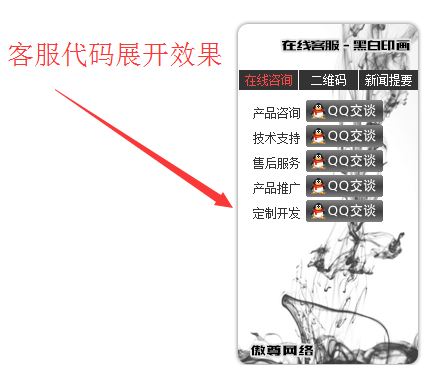 客服代码展开效果
在线客服 - 黑白印画
在线咨询 二维码 新闻提要
产品咨询 QQ交谈
技术支持 QQ交谈
售后服务 QQ交谈
产品推广 QQ交谈
定制开发 QQ交谈
傲尊网络